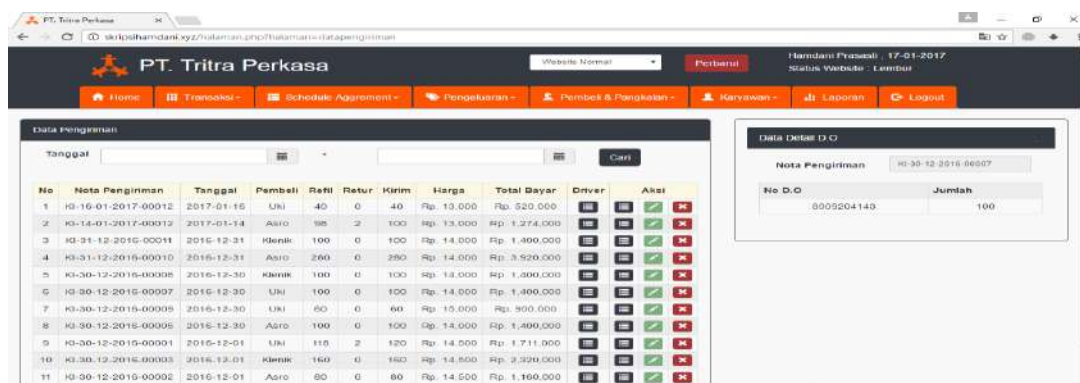 PT. Tritra Perkasa
skripsihamdani.xyz/halaman.php?halaman=datapengiriman
PT. Tritra Perkasa
Website Normal
Perbarui
Hamdani Prasasti , 17-01-2017
Status Website : Lembur
Home Transaksi Schedule Aggrement Pengeluaran Pembeli & Pangkalan Karyawan Laporan Logout
Data Pengiriman
Tanggal - Cari
No Nota Pengiriman Tanggal Pembeli Refil Retur Kirim Harga Total Bayar Driver Aksi
1 KI-16-01-2017-00012 2017-01-16 Uki 40 0 40 Rp. 13,000 Rp. 520,000
2 KI-14-01-2017-00012 2017-01-14 Asro 98 2 100 Rp. 13,000 Rp. 1,274,000
3 KI-31-12-2016-00011 2016-12-31 Klenik 100 0 100 Rp. 14,000 Rp. 1,400,000
4 KI-31-12-2016-00010 2016-12-31 Asro 280 0 280 Rp. 14,000 Rp. 3,920,000
5 KI-30-12-2016-00008 2016-12-30 Klenik 100 0 100 Rp. 14,000 Rp. 1,400,000
6 KI-30-12-2016-00007 2016-12-30 Uki 100 0 100 Rp. 14,000 Rp. 1,400,000
7 KI-30-12-2016-00009 2016-12-30 Uki 60 0 60 Rp. 15,000 Rp. 900,000
8 KI-30-12-2016-00006 2016-12-30 Asro 100 0 100 Rp. 14,000 Rp. 1,400,000
9 KI-30-12-2016-00001 2016-12-01 Uki 118 2 120 Rp. 14,500 Rp. 1,711,000
10 KI-30-12-2016-00003 2016-12-01 Klenik 160 0 160 Rp. 14,500 Rp. 2,320,000
11 KI-30-12-2016-00002 2016-12-01 Asro 80 0 80 Rp. 14,500 Rp. 1,160,000
Data Detail D.O
Nota Pengiriman KI-30-12-2016-00007
No D.O Jumlah
100